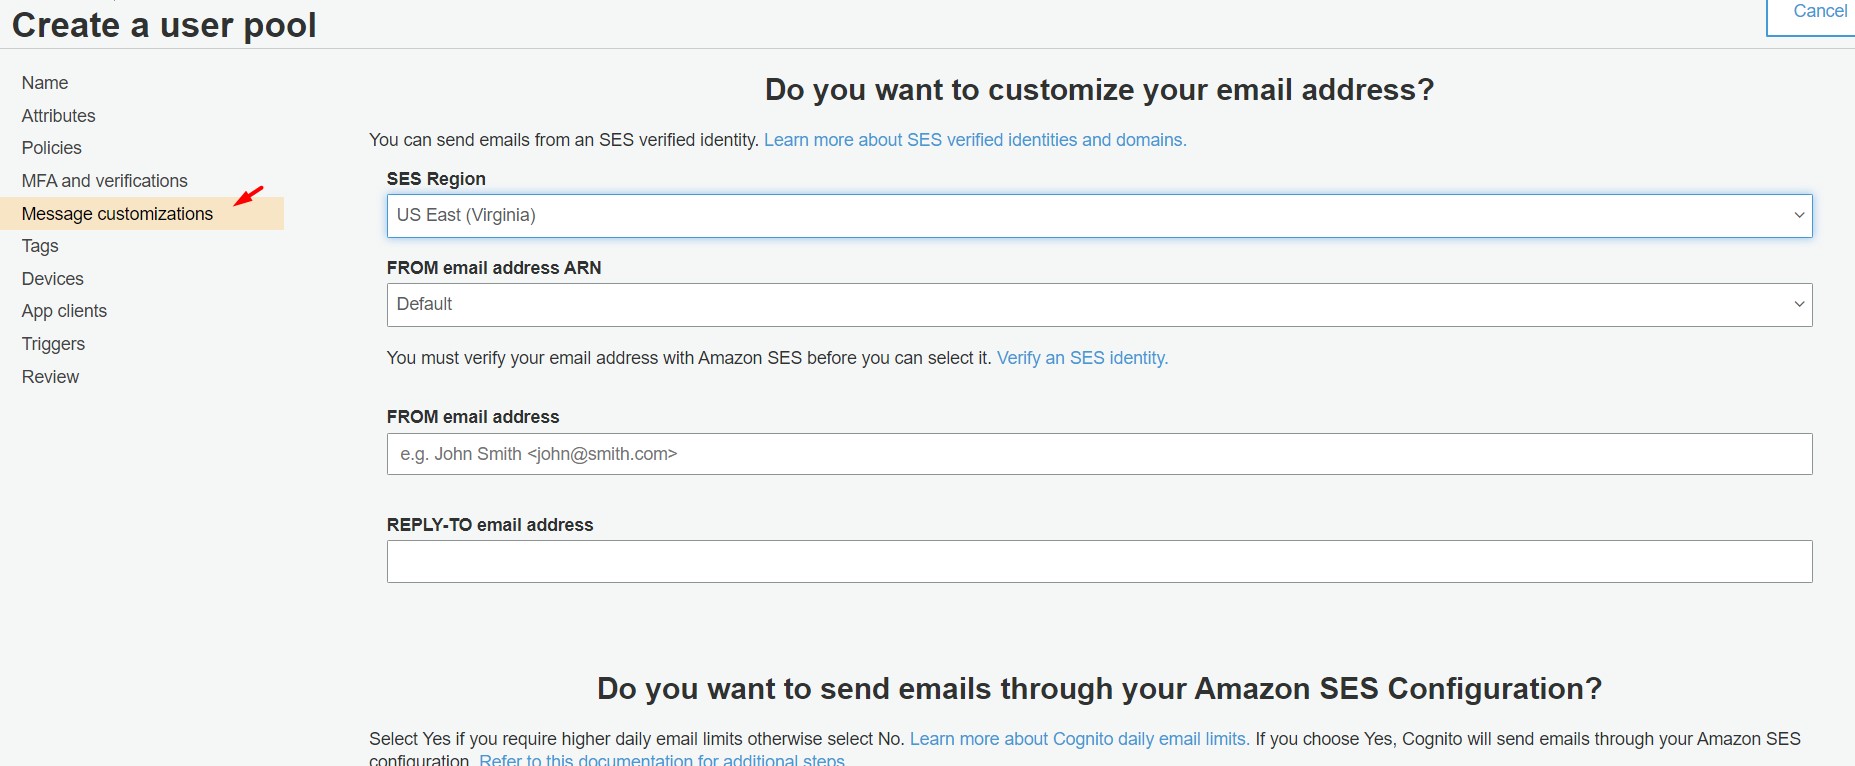 Create a user pool
Cancel
Name
Attributes
Policies
MFA and verifications
Message customizations
Tags
Devices
App clients
Triggers
Review
Do you want to customize your email address?
You can send emails from an SES verified identity. Learn more about SES verified identities and domains.
SES Region
US East (Virginia)
FROM email address ARN
Default
You must verify your email address with Amazon SES before you can select it. Verify an SES identity.
FROM email address
e.g. John Smith <john@smith.com>
REPLY-TO email address
Do you want to send emails through your Amazon SES Configuration?
Select Yes if you require higher daily email limits otherwise select No. Learn more about Cognito daily email limits. If you choose Yes, Cognito will send emails through your Amazon SES
configuration. Refer to this documentation for additional steps.